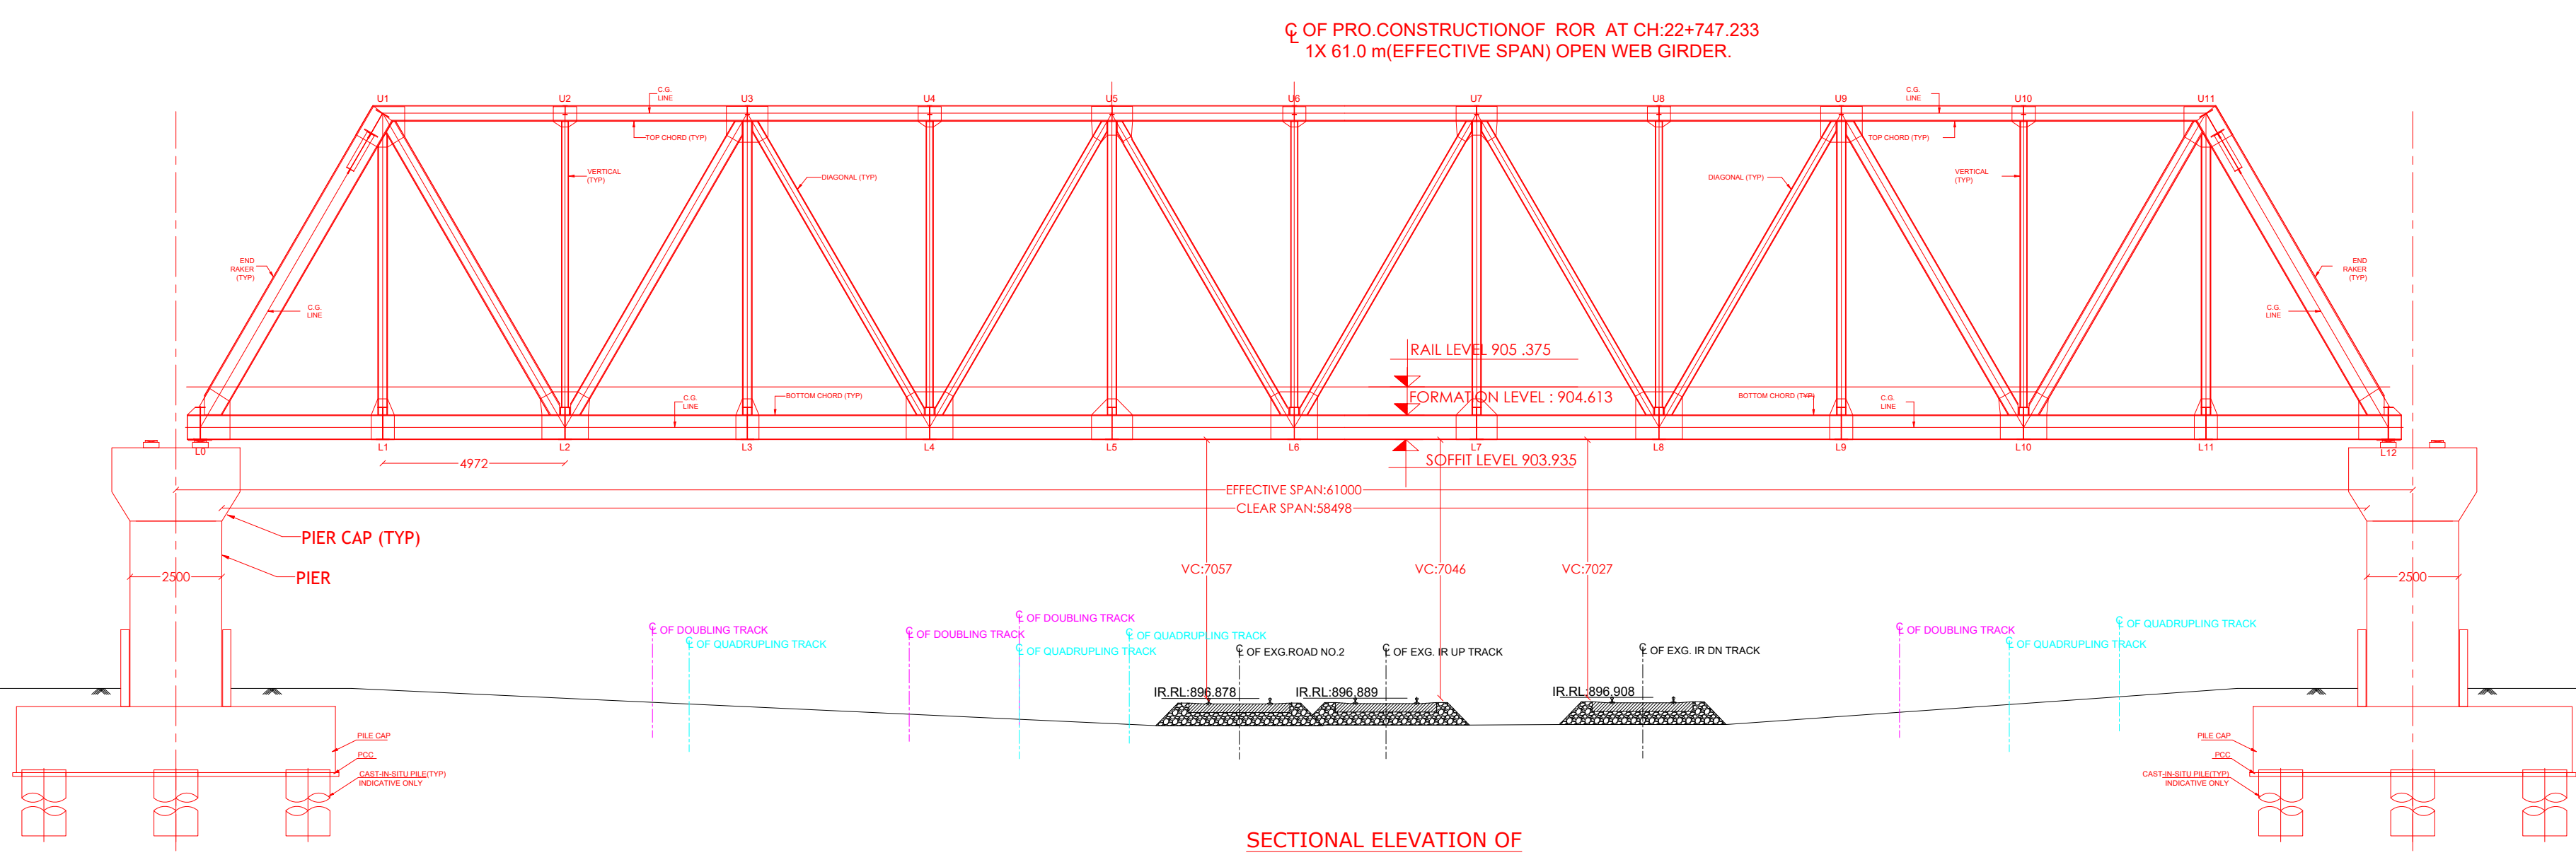 ℄ OF PRO.CONSTRUCTIONOF ROR AT CH:22+747.233
1X 61.0 m(EFFECTIVE SPAN) OPEN WEB GIRDER.
U1
U2
U3
U4
U5
U6
U7
U8
U9
U10
U11
C.G.
LINE
C.G.
LINE
TOP CHORD (TYP)
TOP CHORD (TYP)
VERTICAL
(TYP)
DIAGONAL (TYP)
DIAGONAL (TYP)
VERTICAL
(TYP)
END
RAKER
(TYP)
END
RAKER
(TYP)
C.G.
LINE
C.G.
LINE
RAIL LEVEL 905 .375
FORMATION LEVEL : 904.613
BOTTOM CHORD (TYP)
C.G.
LINE
BOTTOM CHORD (TYP)
C.G.
LINE
L0
L1
L2
L3
L4
L5
L6
L7
L8
L9
L10
L11
L12
4972
SOFFIT LEVEL 903.935
EFFECTIVE SPAN:61000
CLEAR SPAN:58498
PIER CAP (TYP)
PIER
2500
2500
VC:7057
VC:7046
VC:7027
℄ OF DOUBLING TRACK
℄ OF QUADRUPLING TRACK
℄ OF DOUBLING TRACK
℄ OF DOUBLING TRACK
℄ OF QUADRUPLING TRACK
℄ OF QUADRUPLING TRACK
℄ OF EXG.ROAD NO.2
℄ OF EXG. IR UP TRACK
℄ OF EXG. IR DN TRACK
℄ OF DOUBLING TRACK
℄ OF QUADRUPLING TRACK
℄ OF QUADRUPLING TRACK
IR.RL:896.878
IR.RL:896.889
IR.RL:896.908
PILE CAP
PCC
CAST-IN-SITU PILE(TYP)
INDICATIVE ONLY
PILE CAP
PCC
CAST-IN-SITU PILE(TYP)
INDICATIVE ONLY
SECTIONAL ELEVATION OF